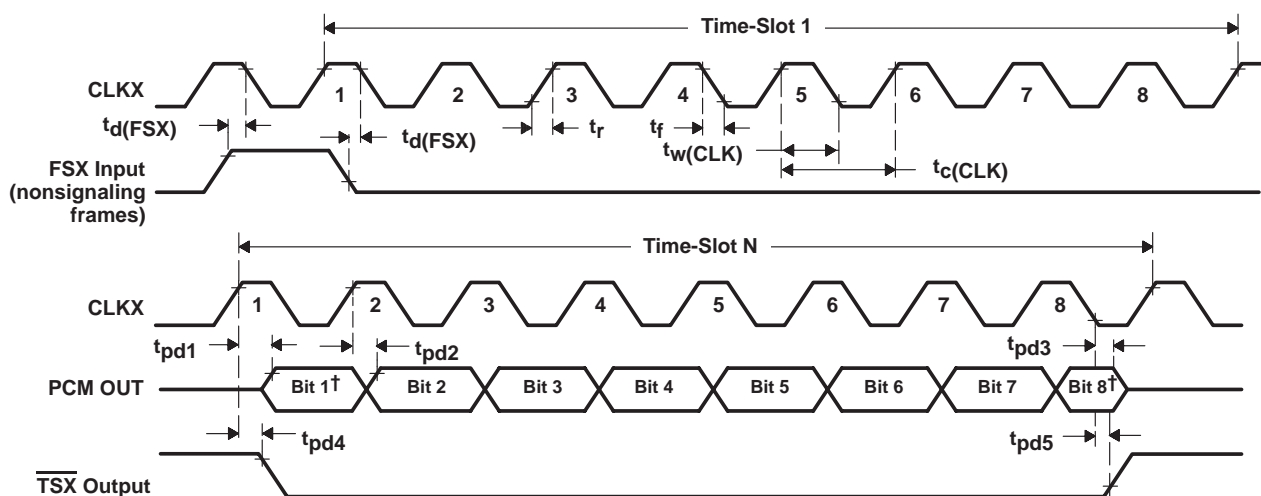 Time-Slot 1
CLKX
1 2 3 4 5 6 7 8
td(FSX)
td(FSX)
tr
tf
tw(CLK)
tc(CLK)
FSX Input
(nonsignaling
frames)
Time-Slot N
CLKX
1 2 3 4 5 6 7 8
tpd1
tpd2
tpd3
PCM OUT
Bit 1† Bit 2 Bit 3 Bit 4 Bit 5 Bit 6 Bit 7 Bit 8†
tpd4
tpd5
TSX Output